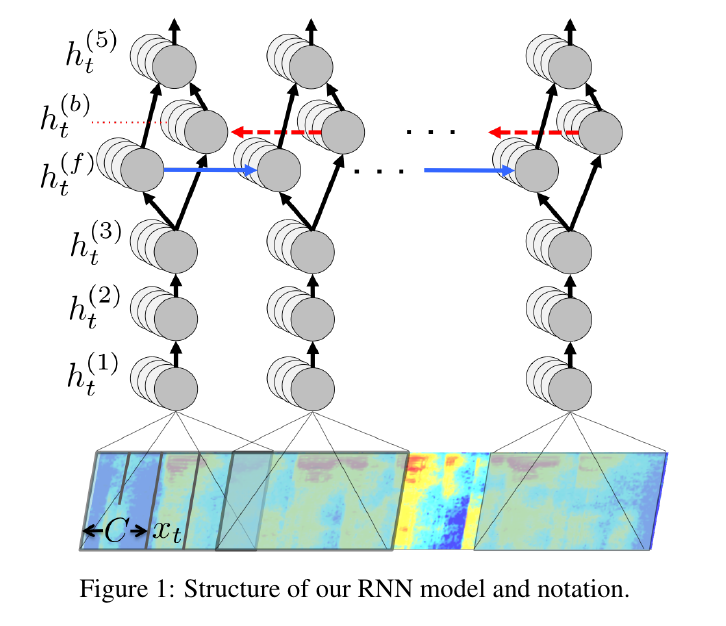 h_t^{(5)}
h_t^{(b)}
h_t^{(f)}
h_t^{(3)}
h_t^{(2)}
h_t^{(1)}
C x_t
Figure 1: Structure of our RNN model and notation.